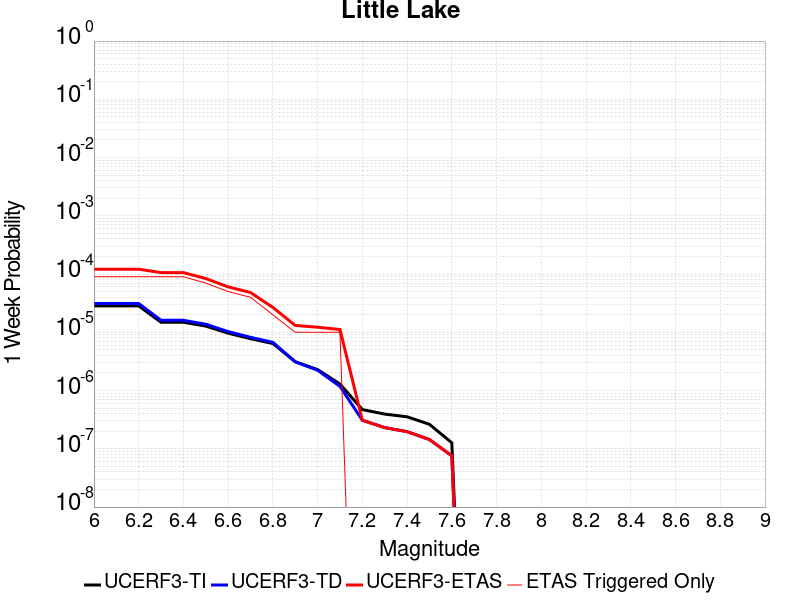 Little Lake
10 0
10 -1
10 -2
10 -3
10 -4
10 -5
10 -6
10 -7
10 -8
1 Week Probability
6 6.2 6.4 6.6 6.8 7 7.2 7.4 7.6 7.8 8 8.2 8.4 8.6 8.8 9
Magnitude
UCERF3-TI UCERF3-TD UCERF3-ETAS ETAS Triggered Only